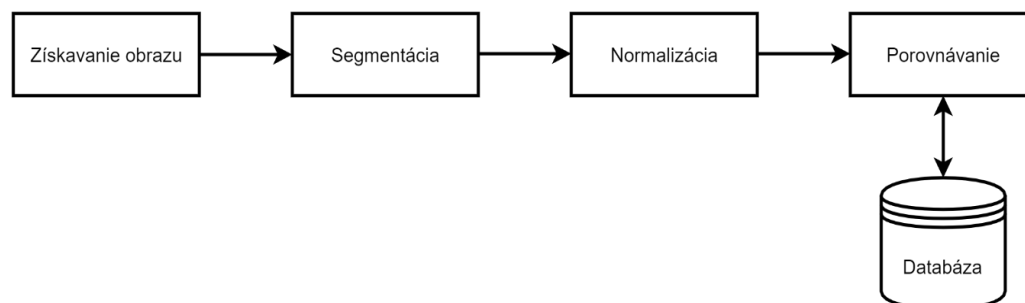 Získavanie obrazu
Segmentácia
Normalizácia
Porovnávanie
Databáza